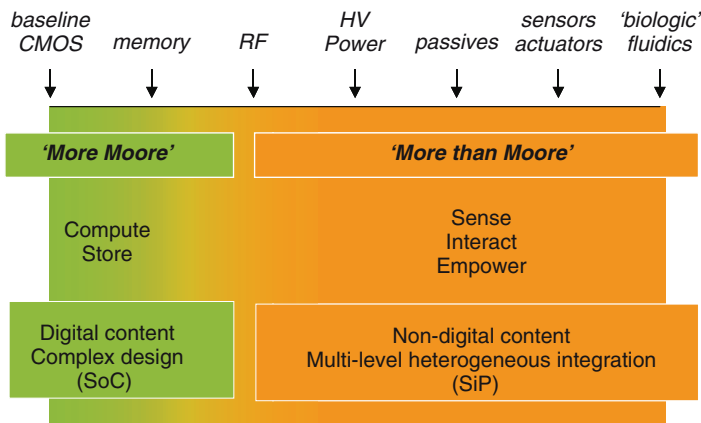 baseline
CMOS
memory
RF
HV
Power
passives
sensors
actuators
‘biologic’
fluidics
‘More Moore’
‘More than Moore’
Compute
Store
Sense
Interact
Empower
Digital content
Complex design
(SoC)
Non-digital content
Multi-level heterogeneous integration
(SiP)